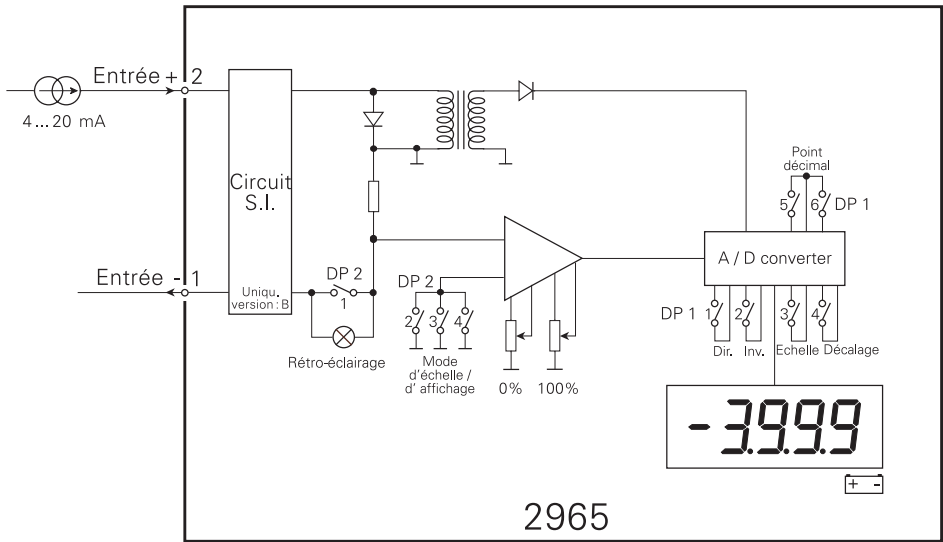 Entrée + 2
4...20 mA
Circuit
S.I.
Uniqu.
version : B
Entrée - 1
DP 2
1
Rétro-éclairage
DP 2
2 3 4
Mode
d'échelle /
d' affichage
0% 100%
Point
décimal
5 6 DP 1
A / D converter
DP 1 1 2 3 4
Dir. Inv. Echelle Décalage
-3.9.9.9
+ -
2965